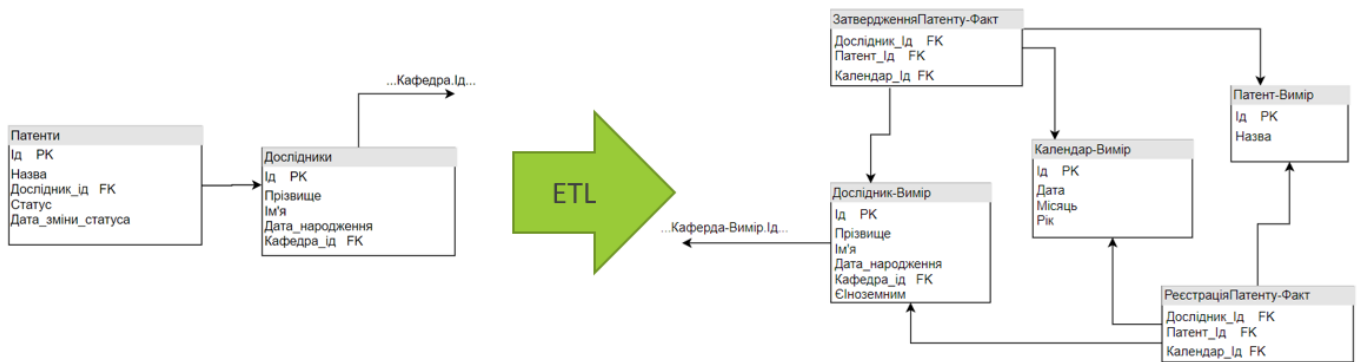 ...Кафедра.Ід...
Патенти
Ід PK
Назва
Дослідник_ід FK
Статус
Дата_зміни_статуса
Дослідники
Ід PK
Прізвище
Ім'я
Дата_народження
Кафедра_ід FK
ETL
ЗатвердженняПатенту-Факт
Дослідник_Ід FK
Патент_Ід FK
Календар_Ід FK
Патент-Вимір
Ід PK
Назва
Календар-Вимір
Ід PK
Дата
Місяць
Рік
...Каферда-Вимір.Ід...
Дослідник-Вимір
Ід PK
Прізвище
Ім'я
Дата_народження
Кафедра_ід FK
ЄІноземним
РеєстраціяПатенту-Факт
Дослідник_Ід FK
Патент_Ід FK
Календар_Ід FK